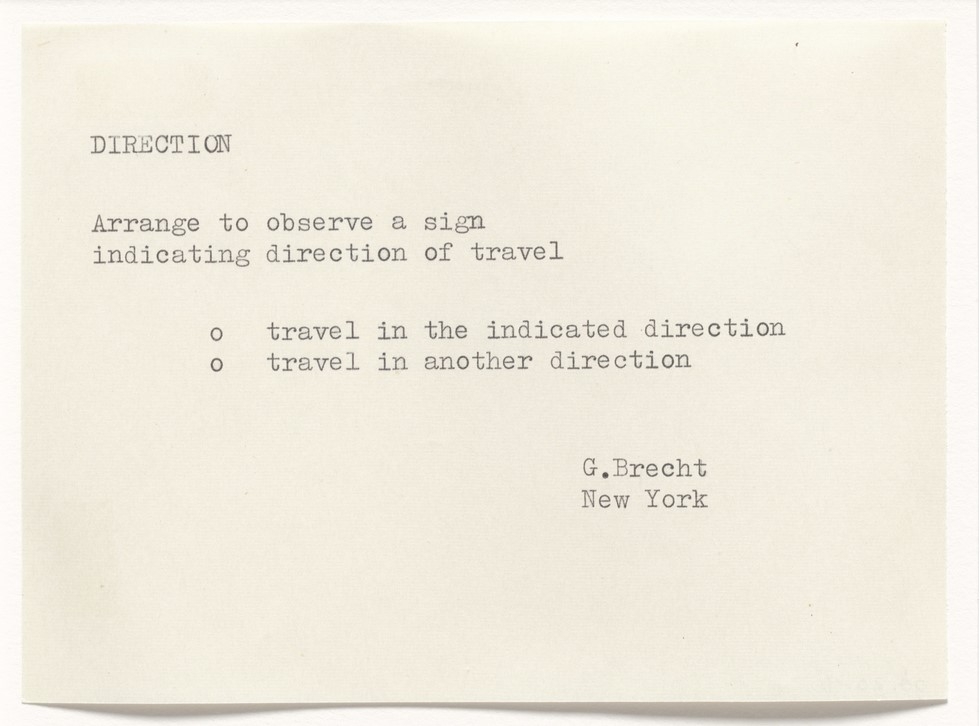 DIRECTION
Arrange to observe a sign
indicating direction of travel
o travel in the indicated direction
o travel in another direction
G.Brecht
New York